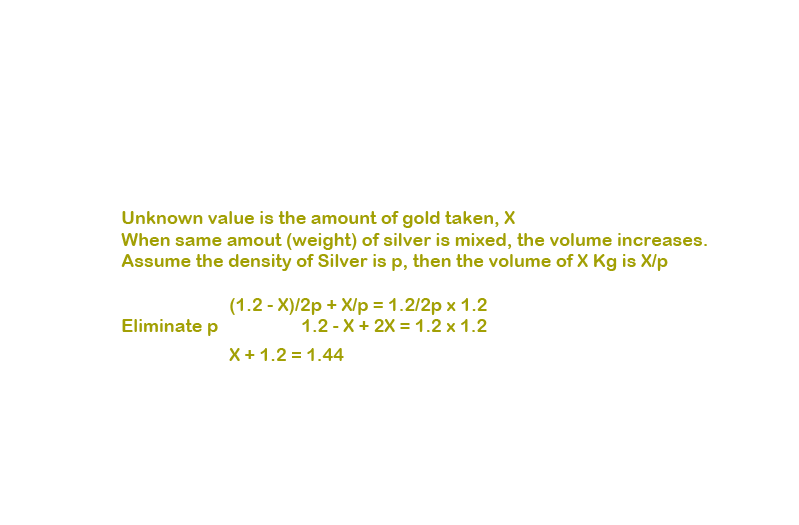 Unknown value is the amount of gold taken, X
When same amout (weight) of silver is mixed, the volume increases.
Assume the density of Silver is p, then the volume of X Kg is X/p
(1.2 - X)/2p + X/p = 1.2/2p x 1.2
Eliminate p 1.2 - X + 2X = 1.2 x 1.2
X + 1.2 = 1.44